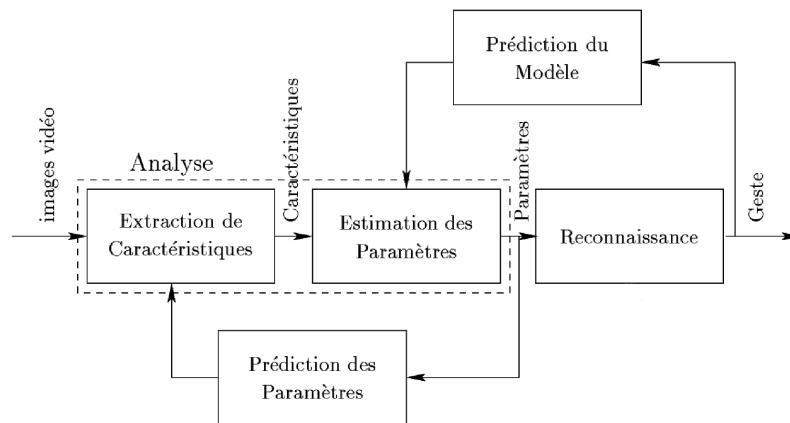 Prédiction du
Modèle
images vidéo
Analyse
Caractéristiques
Paramètres
Geste
Extraction de
Caractéristiques
Estimation des
Paramètres
Reconnaissance
Prédiction des
Paramètres